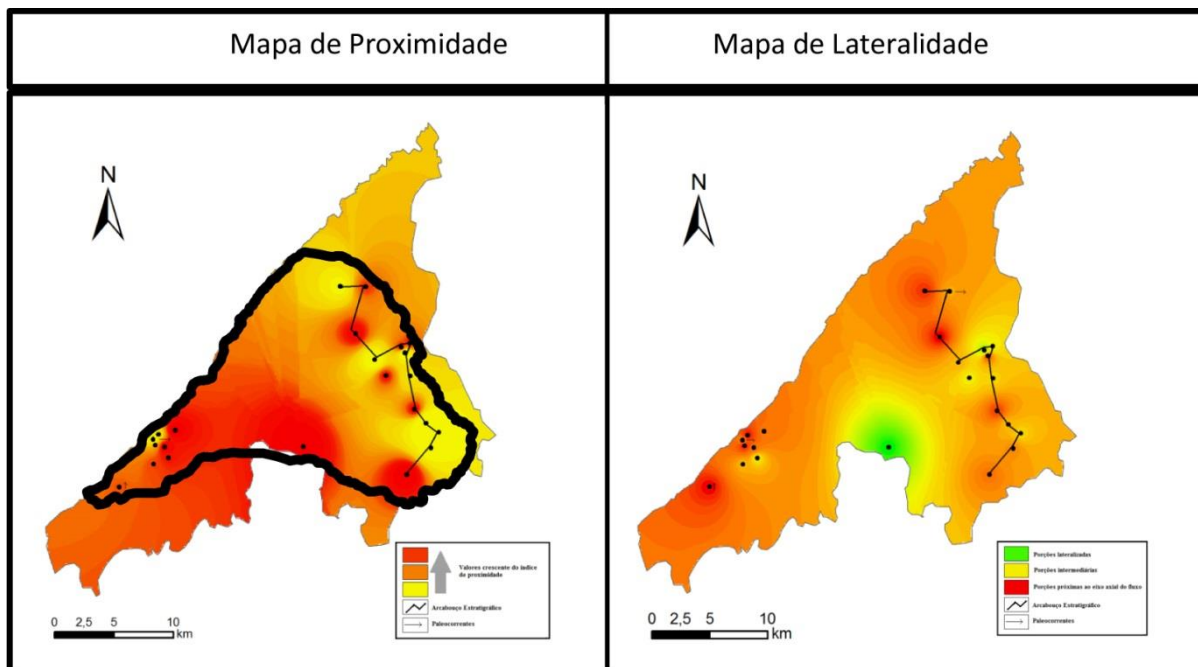 Mapa de Proximidade
Mapa de Lateralidade
N
Valores crescente do índice
de proximidade
Arcabouço Estratigráfico
Paleocorrentes
0 2,5 5 10
km
N
Porções lateralizadas
Porções intermediárias
Porções próximas ao eixo axial do fluxo
Arcabouço Estratigráfico
Paleocorrentes
0 2,5 5 10
km